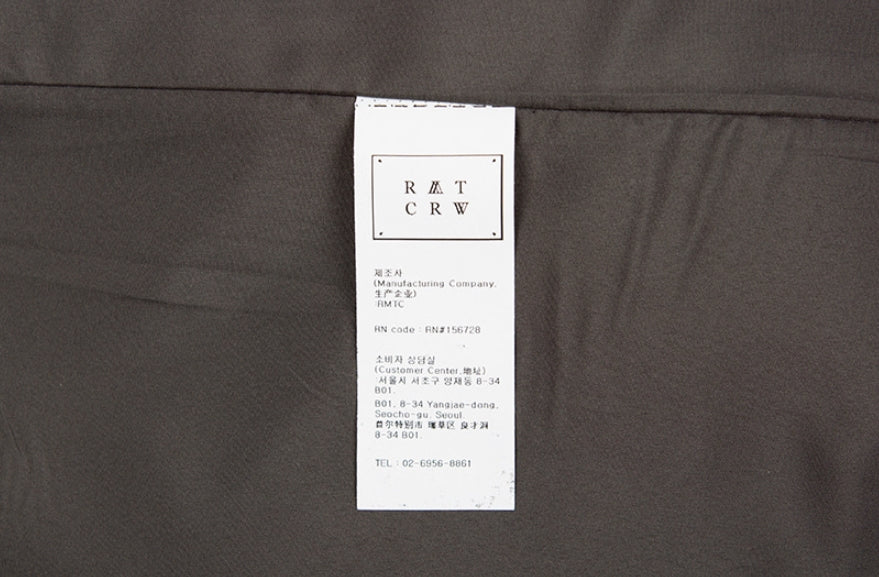 R M T
C R W
제조사
(Manufacturing Company,
生产企业)
:RMTC
RN code : RN#156728
소비자 상담실
(Customer Center,地址)
:서울시 서초구 양재동 8-34
B01.
B01, 8-34 Yangjae-dong,
Seocho-gu, Seoul.
首尔特别市 瑞草区 良才洞
8-34 B01.
TEL : 02-6956-8861